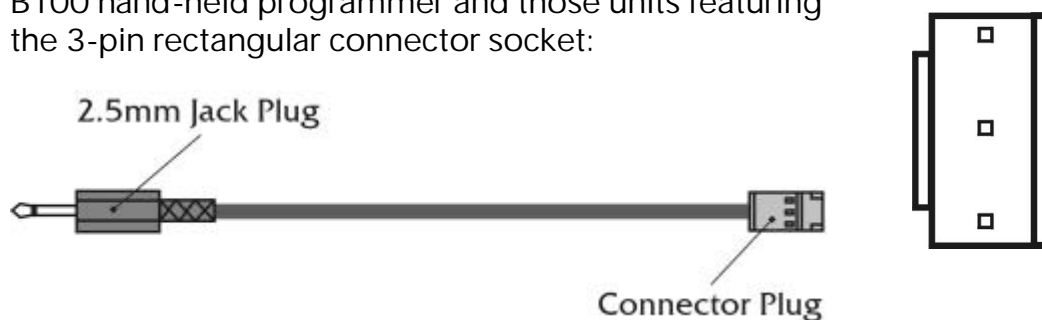 B100 hand-held programmer and those units featuring
the 3-pin rectangular connector socket:
2.5mm Jack Plug
Connector Plug